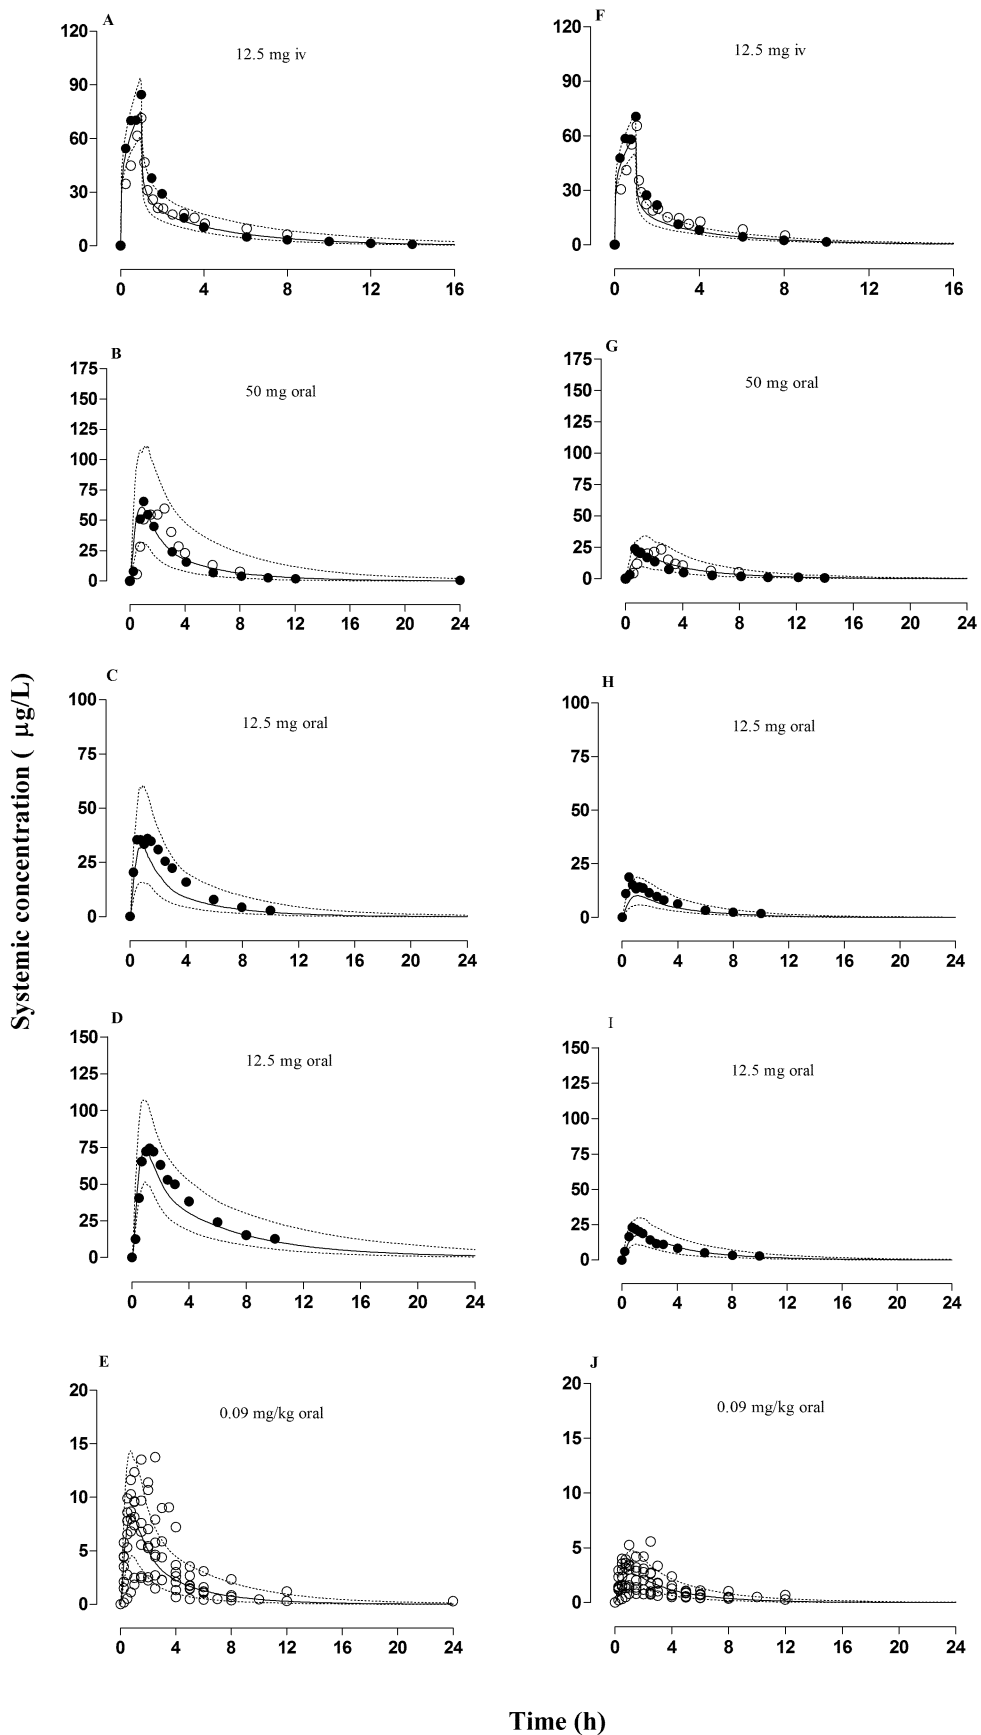 A
12.5 mg iv
120
90
60
30
0
0 4 8 12 16
F
12.5 mg iv
120
90
60
30
0
0 4 8 12 16
B
50 mg oral
175
150
125
100
75
50
25
0
0 4 8 12 16 20 24
G
50 mg oral
175
150
125
100
75
50
25
0
0 4 8 12 16 20 24
C
12.5 mg oral
100
75
50
25
0
0 4 8 12 16 20 24
H
12.5 mg oral
100
75
50
25
0
0 4 8 12 16 20 24
Systemic concentration ( μg/L)
D
12.5 mg oral
150
125
100
75
50
25
0
0 4 8 12 16 20 24
I
12.5 mg oral
150
125
100
75
50
25
0
0 4 8 12 16 20 24
E
0.09 mg/kg oral
20
15
10
5
0
0 4 8 12 16 20 24
J
0.09 mg/kg oral
20
15
10
5
0
0 4 8 12 16 20 24
Time (h)